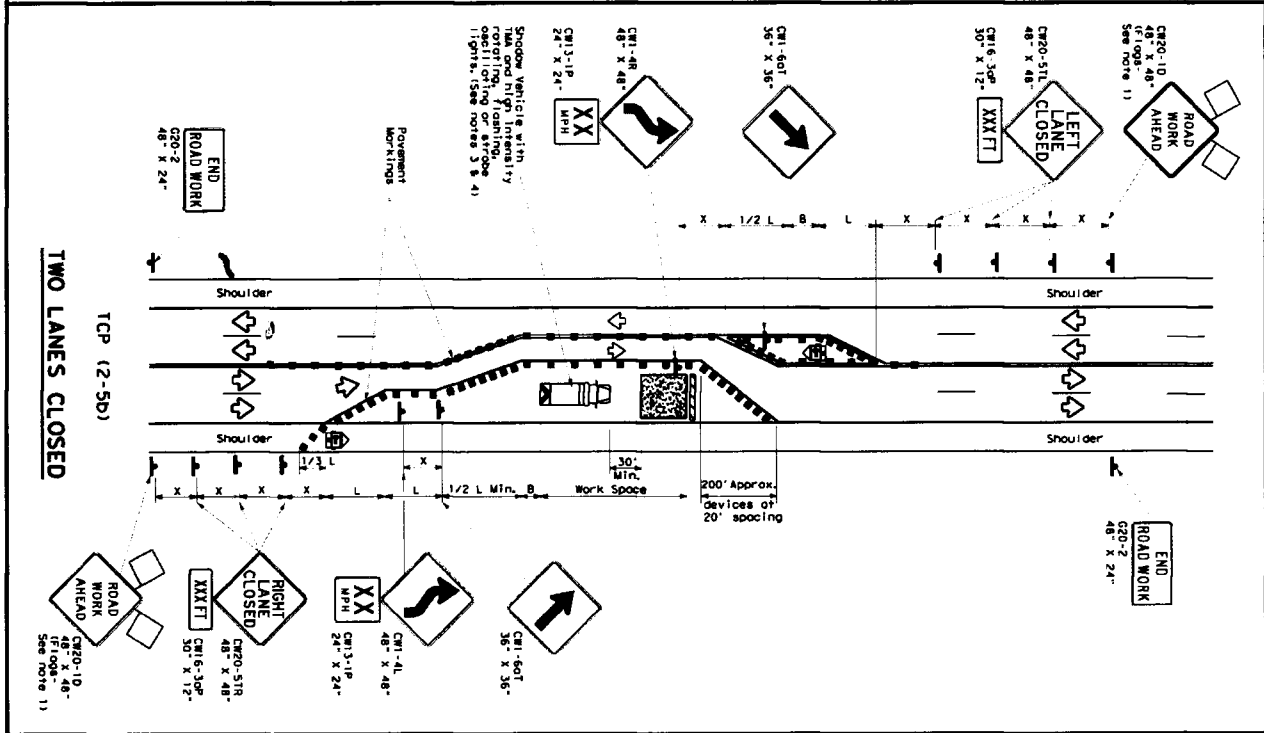 CW20-1D
48" X 48"
(Flags-
See note 1)
ROAD
WORK
AHEAD
CW20-5TL
48" X 48"
CW16-3aP
30" X 12"
LEFT
LANE
CLOSED
XXX FT
CW1-6aT
36" X 36"
CW1-4R
48" X 48"
CW13-1P
24" X 24"
XX
MPH
Shadow Vehicle with
TMA and high intensity
rotating, flashing,
oscillating or strobe
lights. (See notes 3 & 4)
Pavement
Markings
END
ROAD WORK
G20-2
48" X 24"
X
1/2 L
B
L
X
X
X
X
Shoulder
Shoulder
Shoulder
Shoulder
1/3 L
X
30'
Min.
X
X
X
X
L
L
1/2 L Min.
B
Work Space
200' Approx.
devices at
20' spacing
TCP (2-5b)
TWO LANES CLOSED
ROAD
WORK
AHEAD
CW20-1D
48" X 48"
(Flags-
See note 1)
RIGHT
LANE
CLOSED
XXX FT
CW20-5TR
48" X 48"
CW16-3aP
30" X 12"
XX
MPH
CW1-4L
48" X 48"
CW13-1P
24" X 24"
CW1-6aT
36" X 36"
END
ROAD WORK
G20-2
48" X 24"